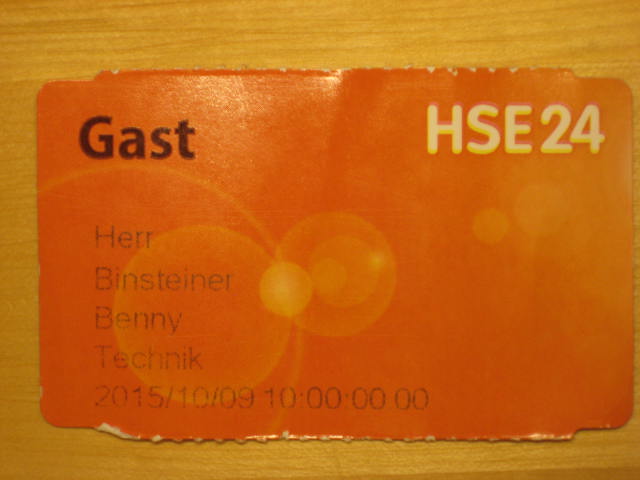 Gast
HSE24
Herr
Binsteiner
Benny
Technik
2015/10/09 10:00:00 00